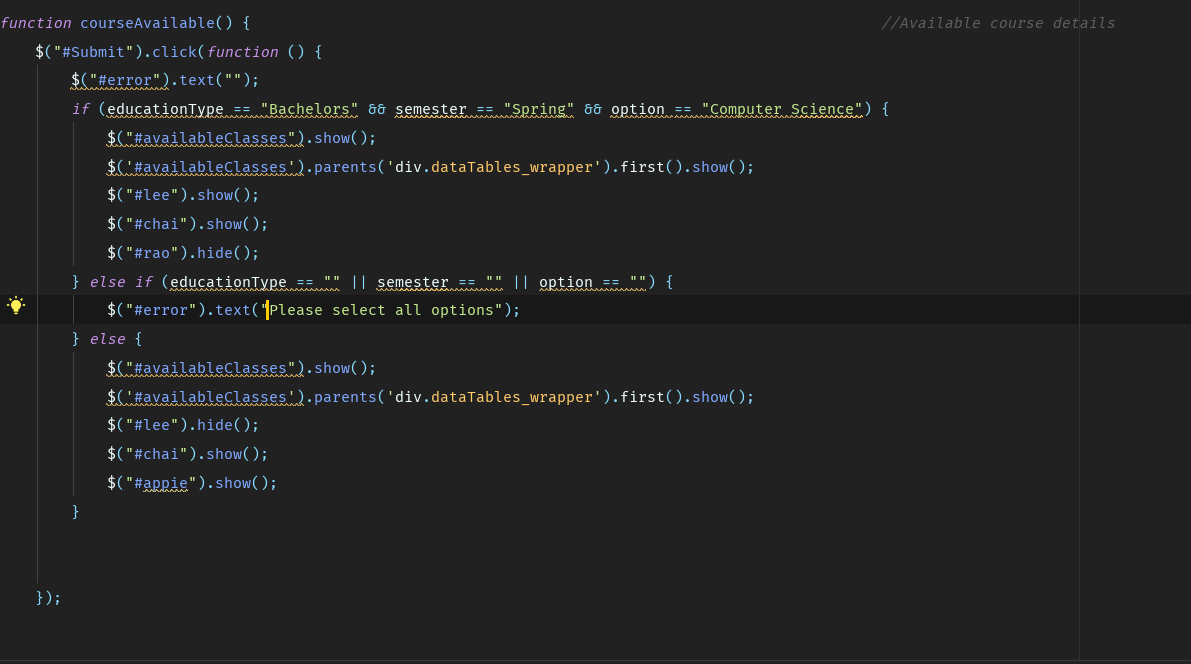 function courseAvailable() { //Available course details
$("#Submit").click(function () {
$("#error").text("");
if (educationType == "Bachelors" && semester == "Spring" && option == "Computer Science") {
$("#availableClasses").show();
$('#availableClasses').parents('div.dataTables_wrapper').first().show();
$("#lee").show();
$("#chai").show();
$("#rao").hide();
} else if (educationType == "" || semester == "" || option == "") {
$("#error").text("Please select all options");
} else {
$("#availableClasses").show();
$('#availableClasses').parents('div.dataTables_wrapper').first().show();
$("#lee").hide();
$("#chai").show();
$("#appie").show();
}
});